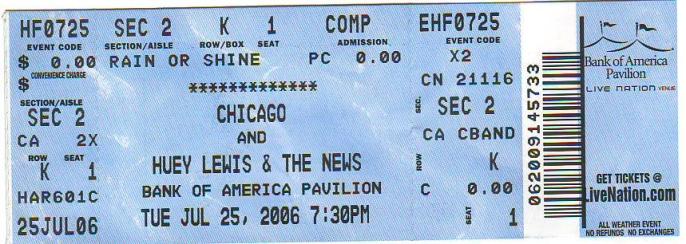 HF0725 SEC 2 K 1 COMP EHF0725
EVENT CODE SECTION/AISLE ROW/BOX SEAT ADMISSION EVENT CODE
$ 0.00 RAIN OR SHINE PC 0.00 X2
CONVENIENCE CHARGE
$ ************* CN 21116
SECTION/AISLE
SEC 2 CHICAGO SEC. SEC 2
CA 2X AND CA CBAND
ROW SEAT
K 1 HUEY LEWIS & THE NEWS ROW K
HAR601C BANK OF AMERICA PAVILION C 0.00
25JUL06 TUE JUL 25, 2006 7:30PM SEAT 1
062009145733
Bank of America
Pavilion
LIVE NATION VENUE
GET TICKETS @
LiveNation.com
ALL WEATHER EVENT
NO REFUNDS NO EXCHANGES